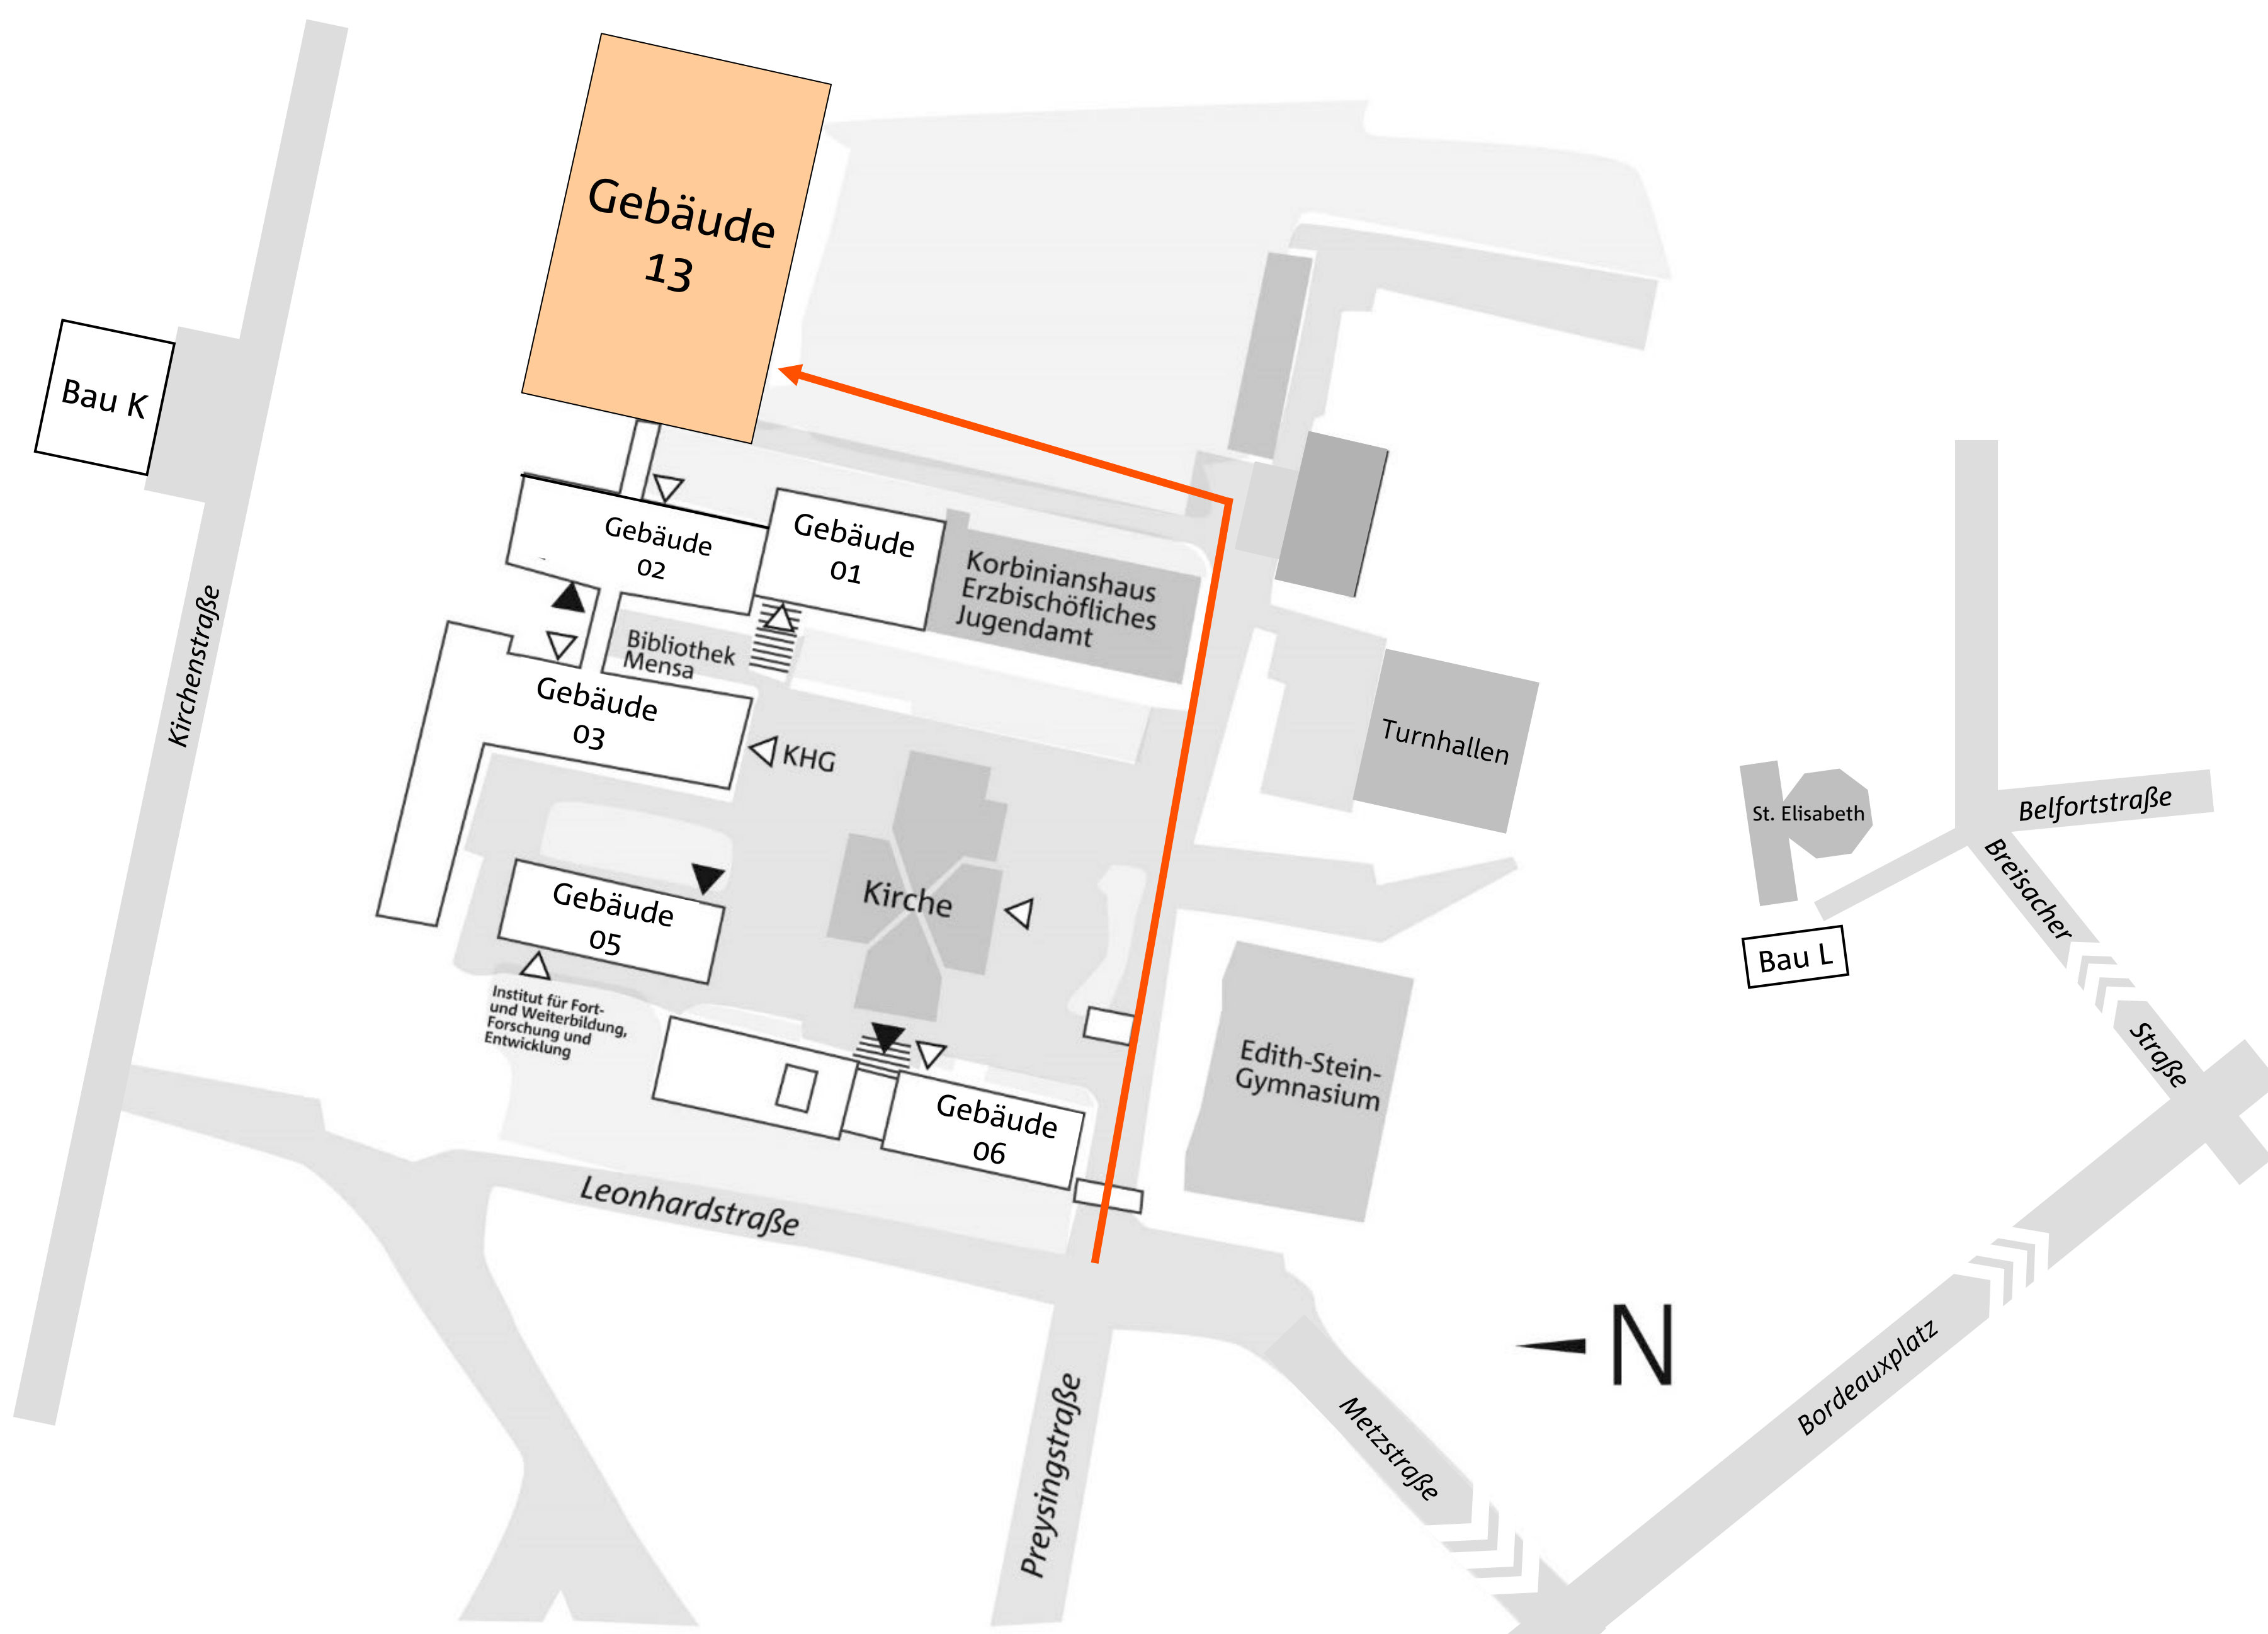 Gebäude
13
Bau K
Gebäude
02
Gebäude
01
Korbinianshaus
Erzbischöfliches
Jugendamt
Bibliothek
Mensa
Kirchenstraße
Gebäude
03
KHG
Turnhallen
St. Elisabeth
Belfortstraße
Breisacher
Straße
Bau L
Kirche
Gebäude
05
Institut für Fort-
und Weiterbildung,
Forschung und
Entwicklung
Edith-Stein-
Gymnasium
Gebäude
06
Leonhardstraße
N
Preysingstraße
Metzstraße
Bordeauxplatz